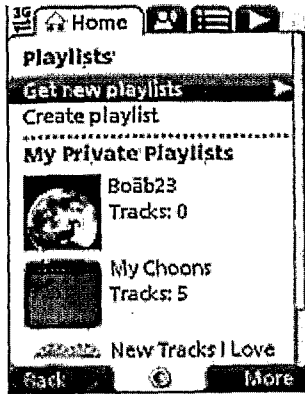 3G
Home
Playlists
Get new playlists
Create playlist
My Private Playlists
Boab23
Tracks: 0
My Choons
Tracks: 5
New Tracks I Love
Back
More